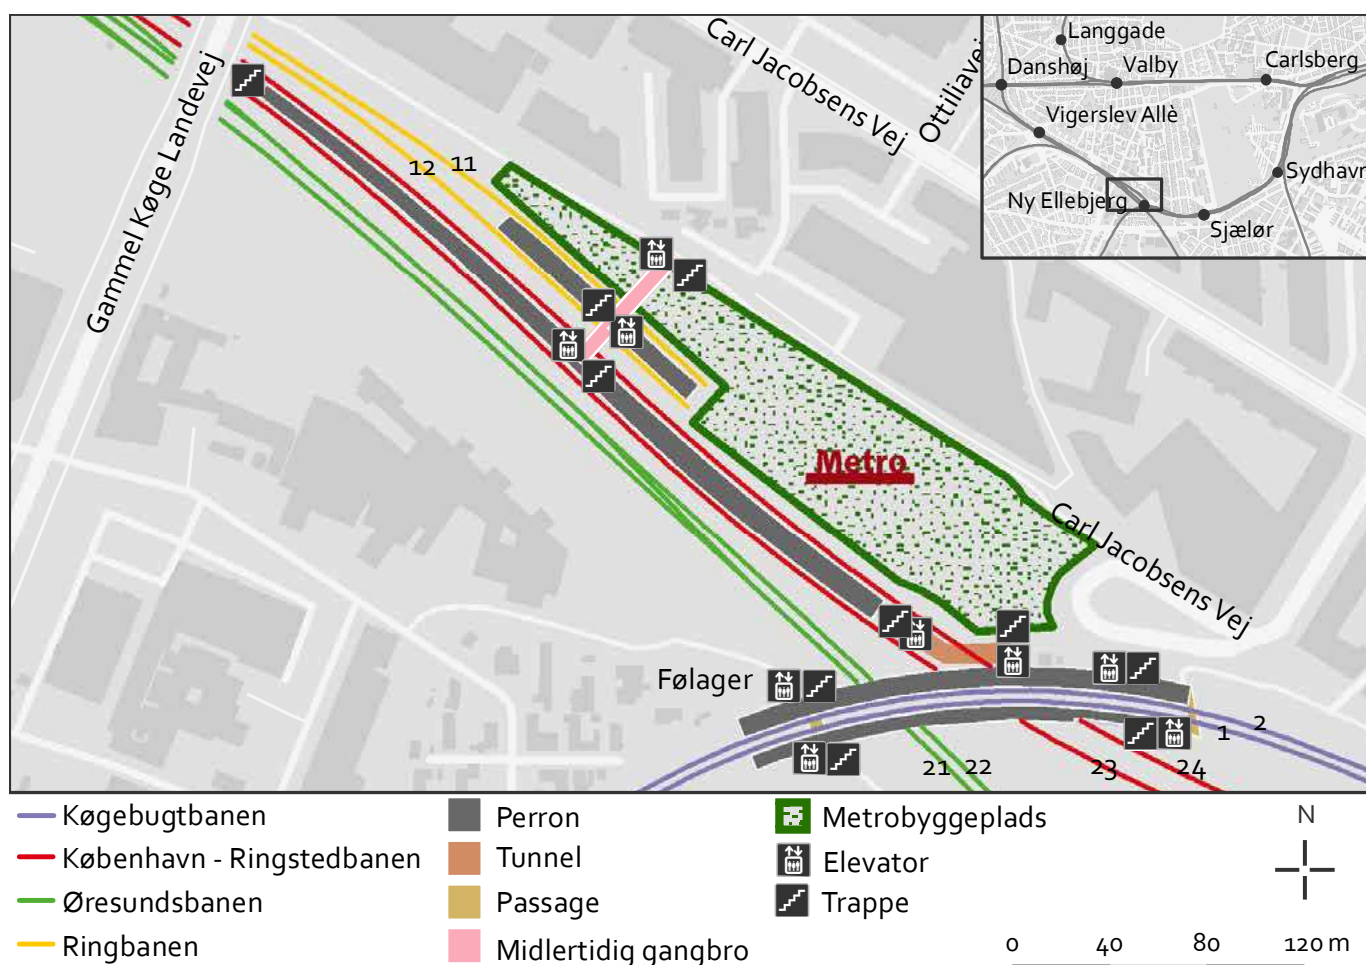 Carl Jacobsens Vej
Ottiliavej
Gammel Køge Landevej
12 11
Langgade
Danshøj
Valby
Carlsberg
Vigerslev Allè
Sydhavn
Ny Ellebjerg
Sjælør
Metro
Carl Jacobsens Vej
Følager
1 2
21 22
23 24
Køgebugtbanen
København - Ringstedbanen
Øresundsbanen
Ringbanen
Perron
Tunnel
Passage
Midlertidig gangbro
Metrobyggeplads
Elevator
Trappe
N
0 40 80 120 m